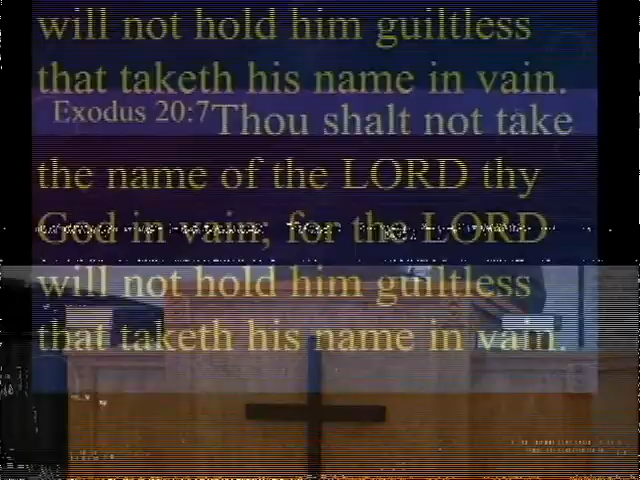 will not hold him guiltless
that taketh his name in vain.
Exodus 20:7 Thou shalt not take
the name of the LORD thy
God in vain; for the LORD
will not hold him guiltless
that taketh his name in vain.